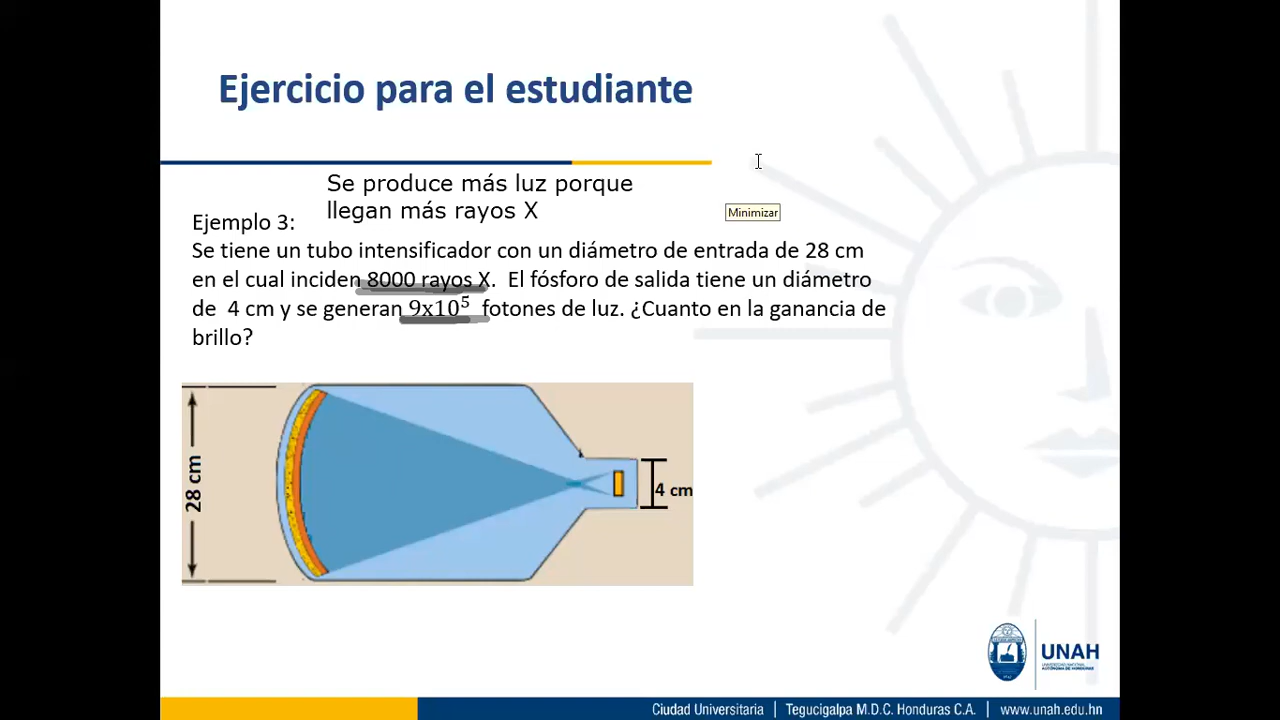 Ejercicio para el estudiante
Se produce más luz porque
llegan más rayos X
Minimizar
Ejemplo 3:
Se tiene un tubo intensificador con un diámetro de entrada de 28 cm
en el cual inciden 8000 rayos X. El fósforo de salida tiene un diámetro
de 4 cm y se generan 9x10⁵ fotones de luz. ¿Cuanto en la ganancia de
brillo?
28 cm
4 cm
UNAH
UNIVERSIDAD NACIONAL
AUTÓNOMA DE HONDURAS
Ciudad Universitaria | Tegucigalpa M.D.C. Honduras C.A. | www.unah.edu.hn